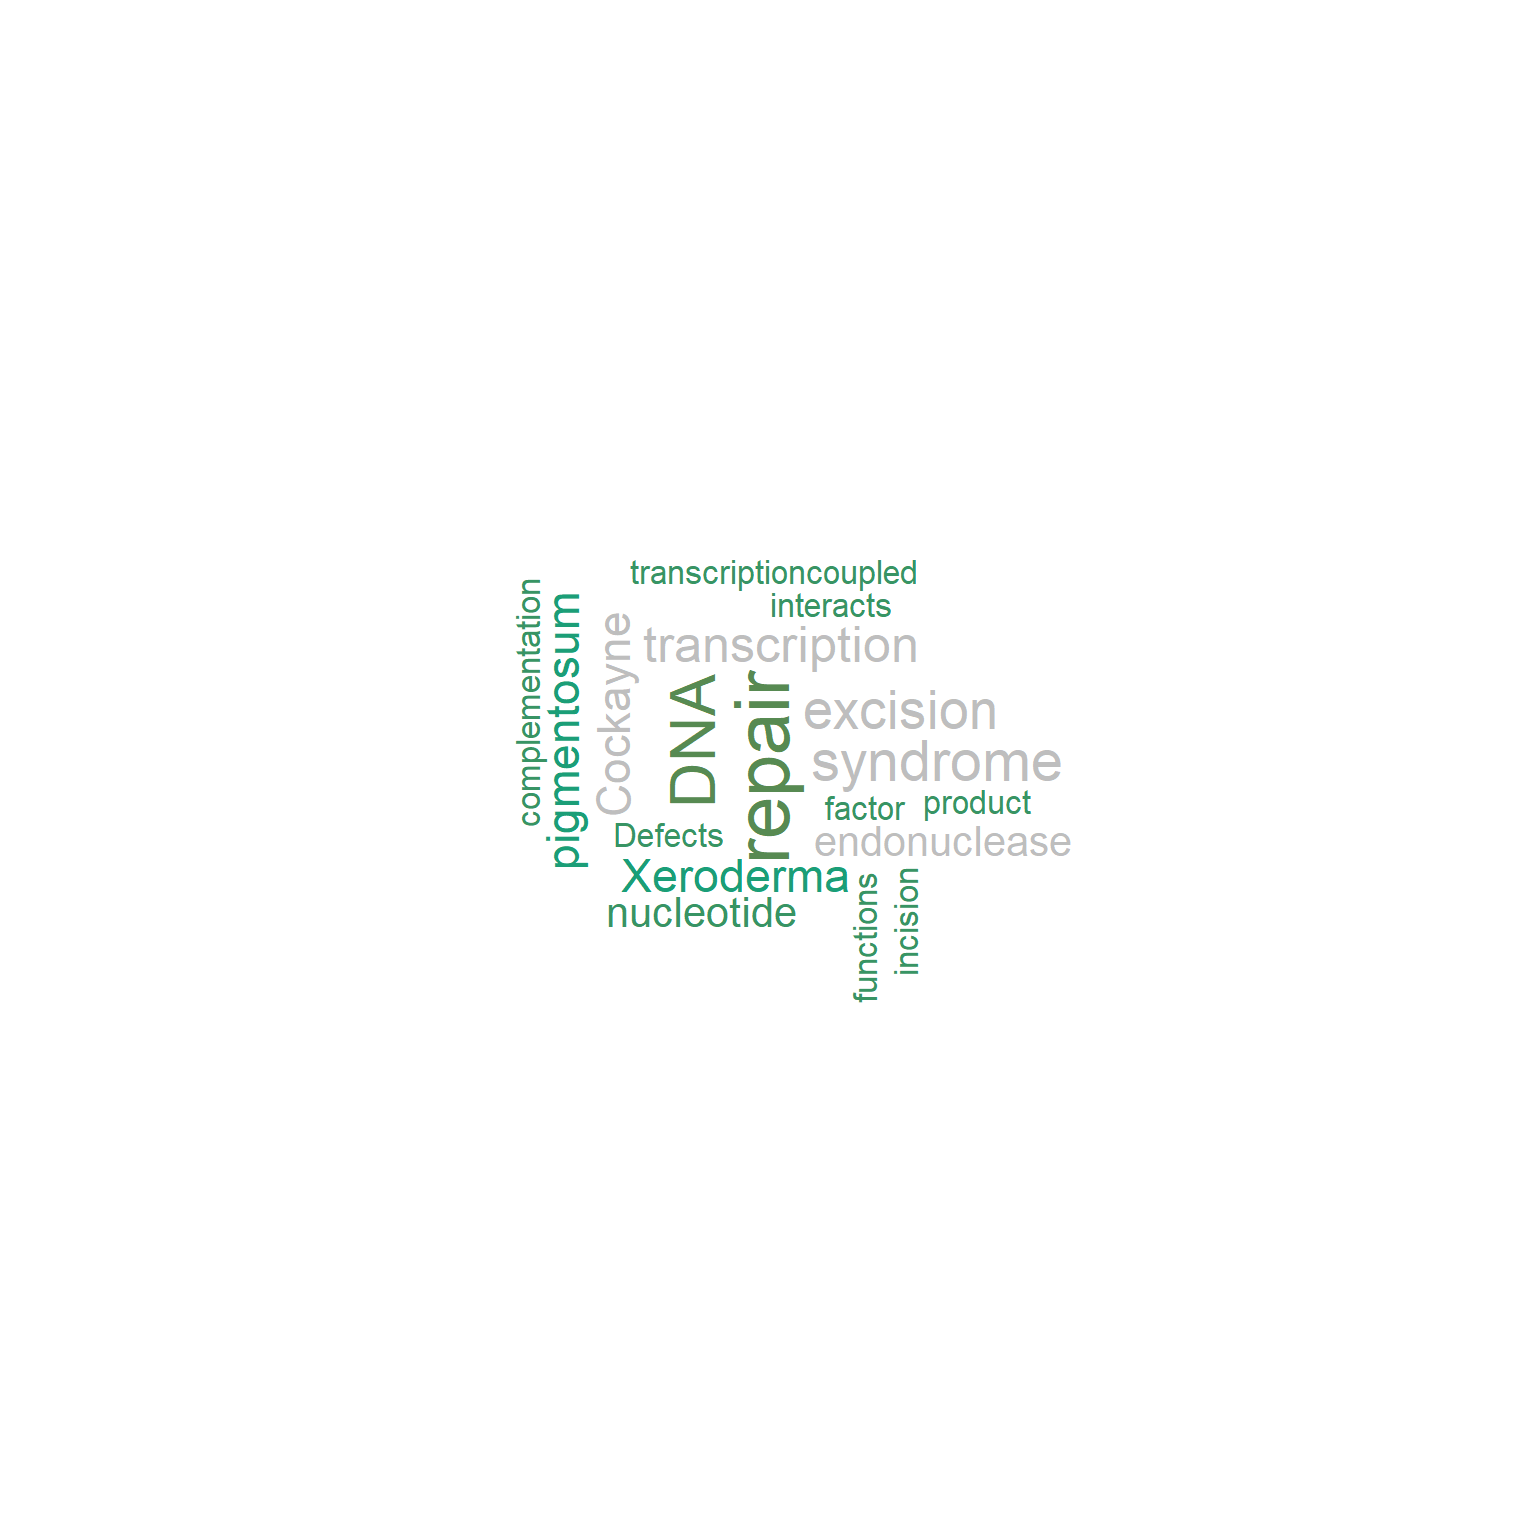 transcriptioncoupled
interacts
complementation
pigmentosum
Cockayne
transcription
DNA
repair
excision
syndrome
factor
product
Defects
endonuclease
Xeroderma
nucleotide
functions
incision